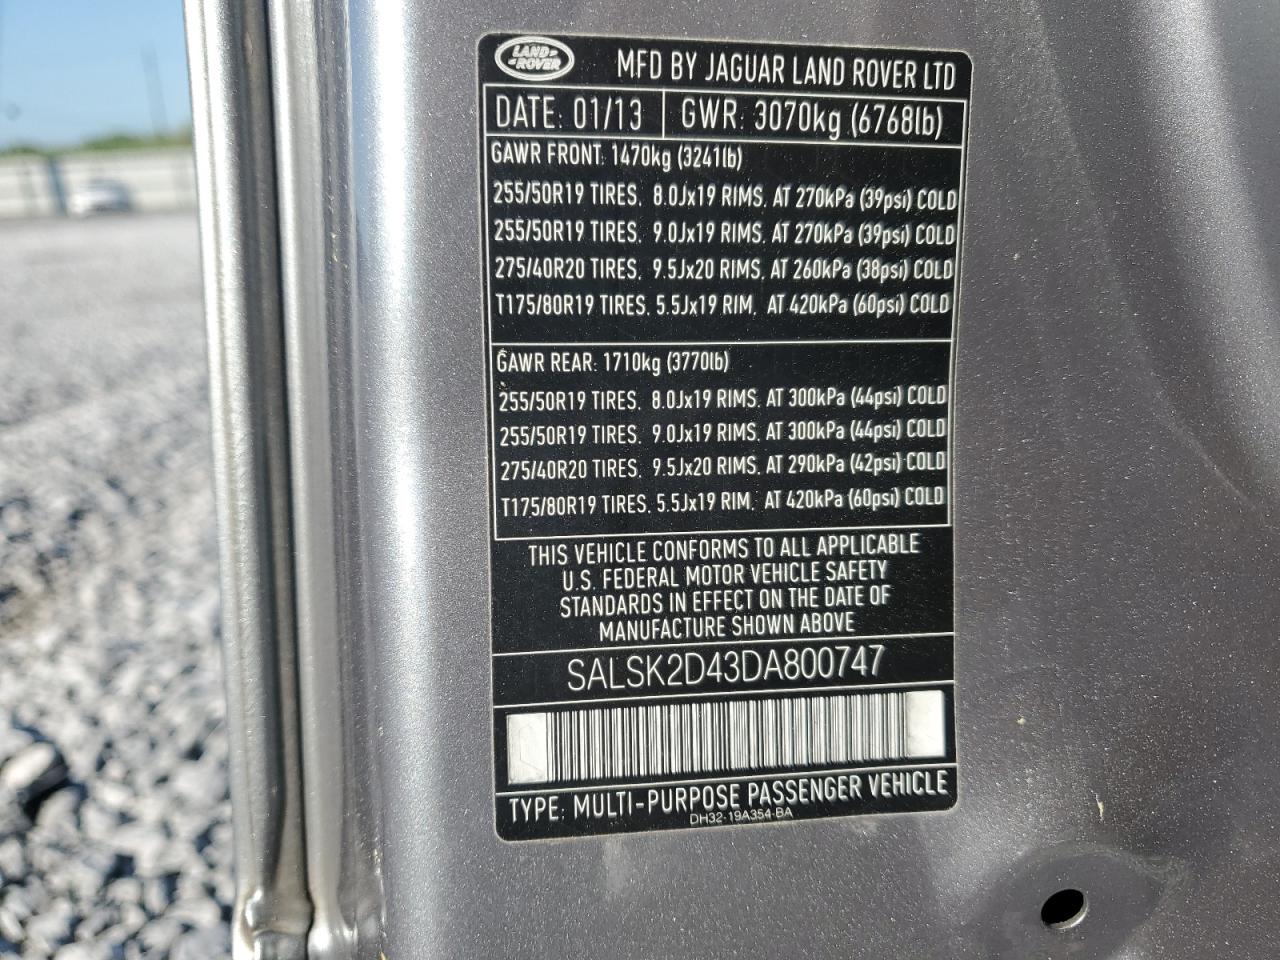 LAND-
-ROVER
MFD BY JAGUAR LAND ROVER LTD
DATE: 01/13 GWR: 3070kg (6768lb)
GAWR FRONT: 1470kg (3241lb)
255/50R19 TIRES, 8.0Jx19 RIMS, AT 270kPa (39psi) COLD
255/50R19 TIRES, 9.0Jx19 RIMS, AT 270kPa (39psi) COLD
275/40R20 TIRES, 9.5Jx20 RIMS, AT 260kPa (38psi) COLD
T175/80R19 TIRES, 5.5Jx19 RIM, AT 420kPa (60psi) COLD
GAWR REAR: 1710kg (3770lb)
255/50R19 TIRES, 8.0Jx19 RIMS, AT 300kPa (44psi) COLD
255/50R19 TIRES, 9.0Jx19 RIMS, AT 300kPa (44psi) COLD
275/40R20 TIRES, 9.5Jx20 RIMS, AT 290kPa (42psi) COLD
T175/80R19 TIRES, 5.5Jx19 RIM, AT 420kPa (60psi) COLD
THIS VEHICLE CONFORMS TO ALL APPLICABLE
U.S. FEDERAL MOTOR VEHICLE SAFETY
STANDARDS IN EFFECT ON THE DATE OF
MANUFACTURE SHOWN ABOVE
SALSK2D43DA800747
TYPE: MULTI-PURPOSE PASSENGER VEHICLE
DH32-19A354-BA